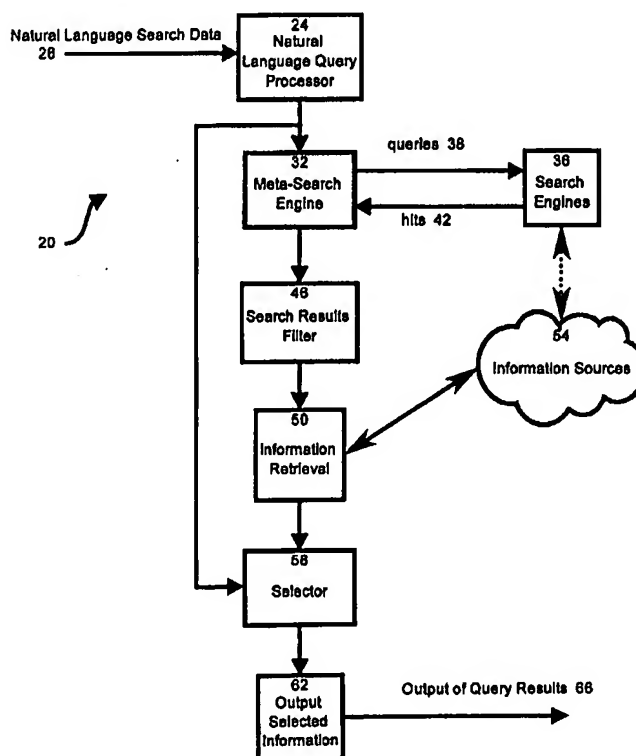 Natural Language Search Data
28
24
Natural
Language Query
Processor
32
Meta-Search
Engine
queries 38
hits 42
36
Search
Engines
20
46
Search Results
Filter
54
Information Sources
50
Information
Retrieval
58
Selector
62
Output
Selected
Information
Output of Query Results 66